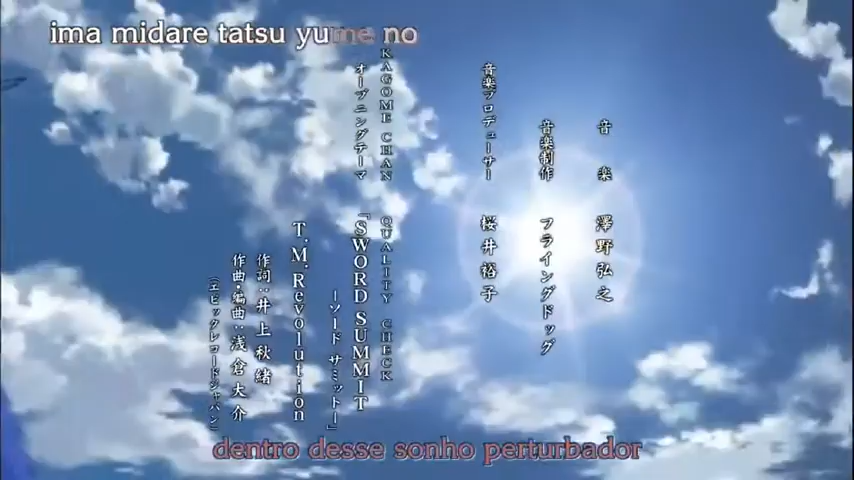 ima midare tatsu yume no
音楽 澤野弘之
音楽制作 フライングドッグ
音楽プロデューサー 桜井裕子
KAGOME CHAN QUALITY CHECK
オープニングテーマ 「SWORD SUMMIT
―ソード サミット―」
T.M.Revolution
作詞：井上秋緒
作曲・編曲：浅倉大介
(エピックレコードジャパン)
dentro desse sonho perturbador